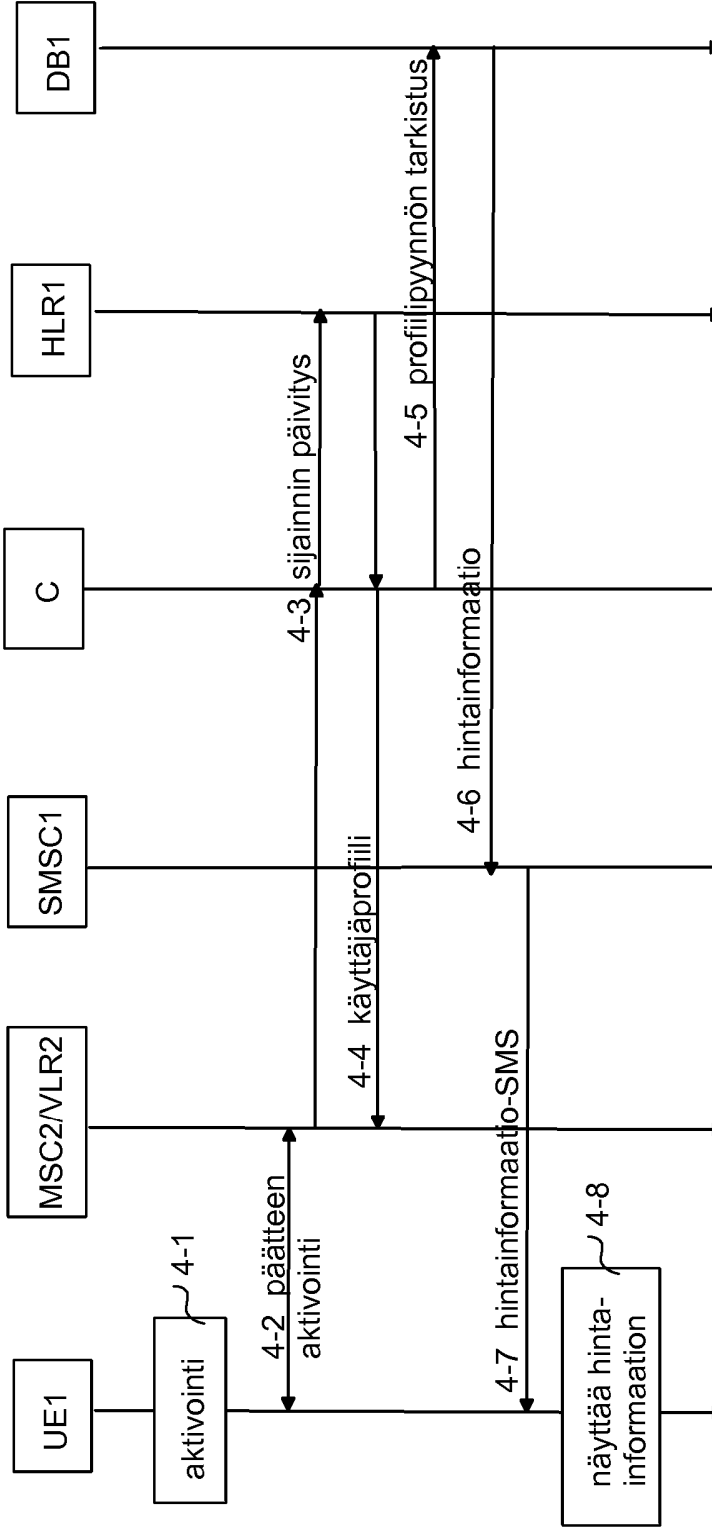 UE1
MSC2/VLR2
SMSC1
C
HLR1
DB1
aktivointi
4-1
4-2 päätteen
aktivointi
4-3 sijainnin päivitys
4-4 käyttäjäprofiili
4-5 profiilipyynnön tarkistus
4-6 hintainformaatio
4-7 hintainformaatio-SMS
näyttää hinta-
informaation
4-8